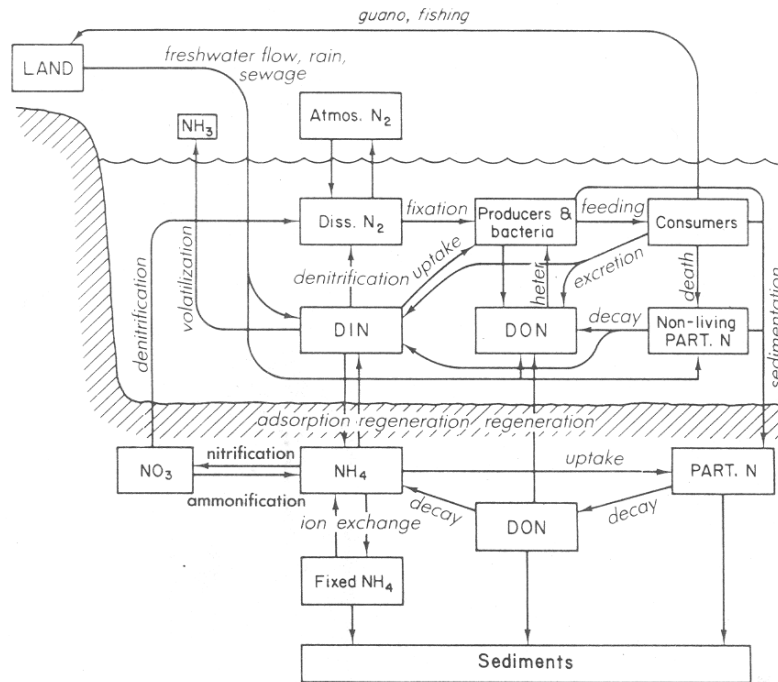 guano, fishing
LAND
freshwater flow, rain,
sewage
NH₃
Atmos. N₂
Diss. N₂
fixation
Producers &
bacteria
feeding
Consumers
denitrification
volatilization
denitrification
uptake
heter
excretion
death
sedimentation
DIN
DON
decay
Non-living
PART. N
adsorption regeneration regeneration
NO₃
nitrification
ammonification
NH₄
uptake
PART. N
ion exchange
decay
DON
decay
Fixed NH₄
Sediments